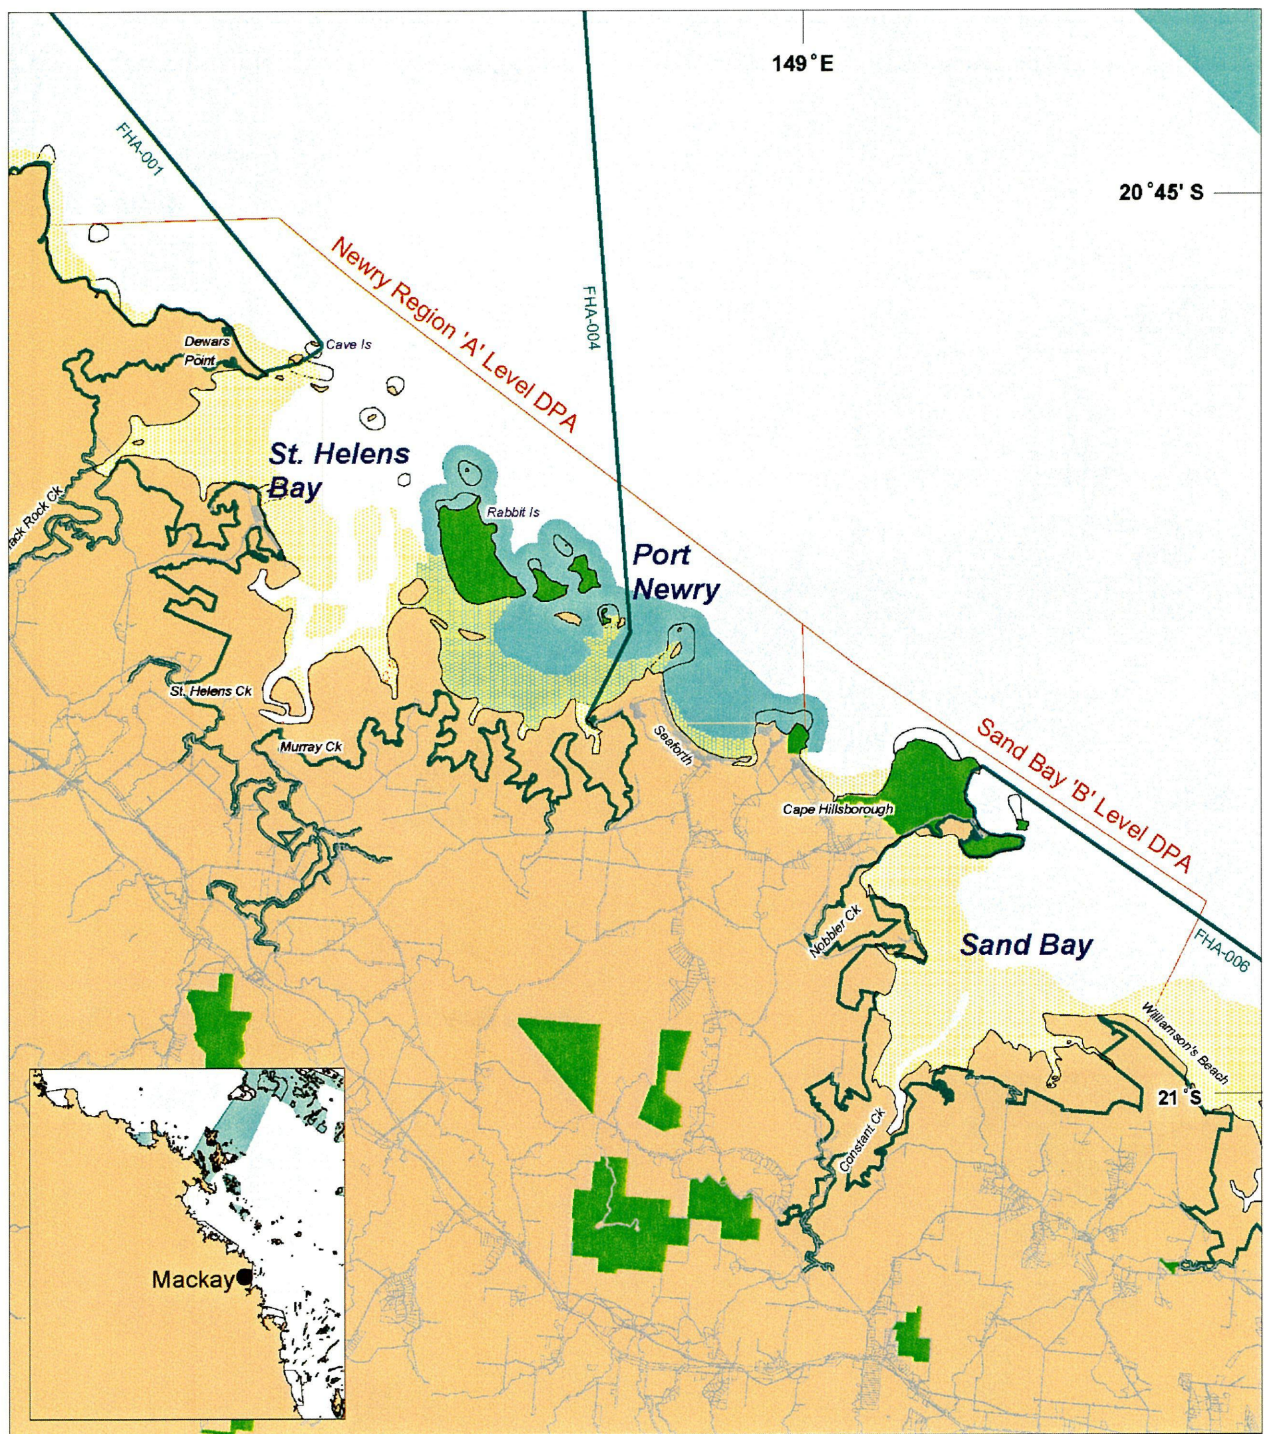 149°E
FHA-001
20°45' S
Newry Region 'A' Level DPA
FHA-004
Dewars
Point
Cave Is
St. Helens
Bay
Rabbit Is
Rock Ck
Port
Newry
St. Helens Ck
Murray Ck
Seaforth
Sand Bay 'B' Level DPA
Cape Hillsborough
Nobbler Ck
Sand Bay
FHA-006
Williamson's Beach
21°S
Constant Ck
Mackay